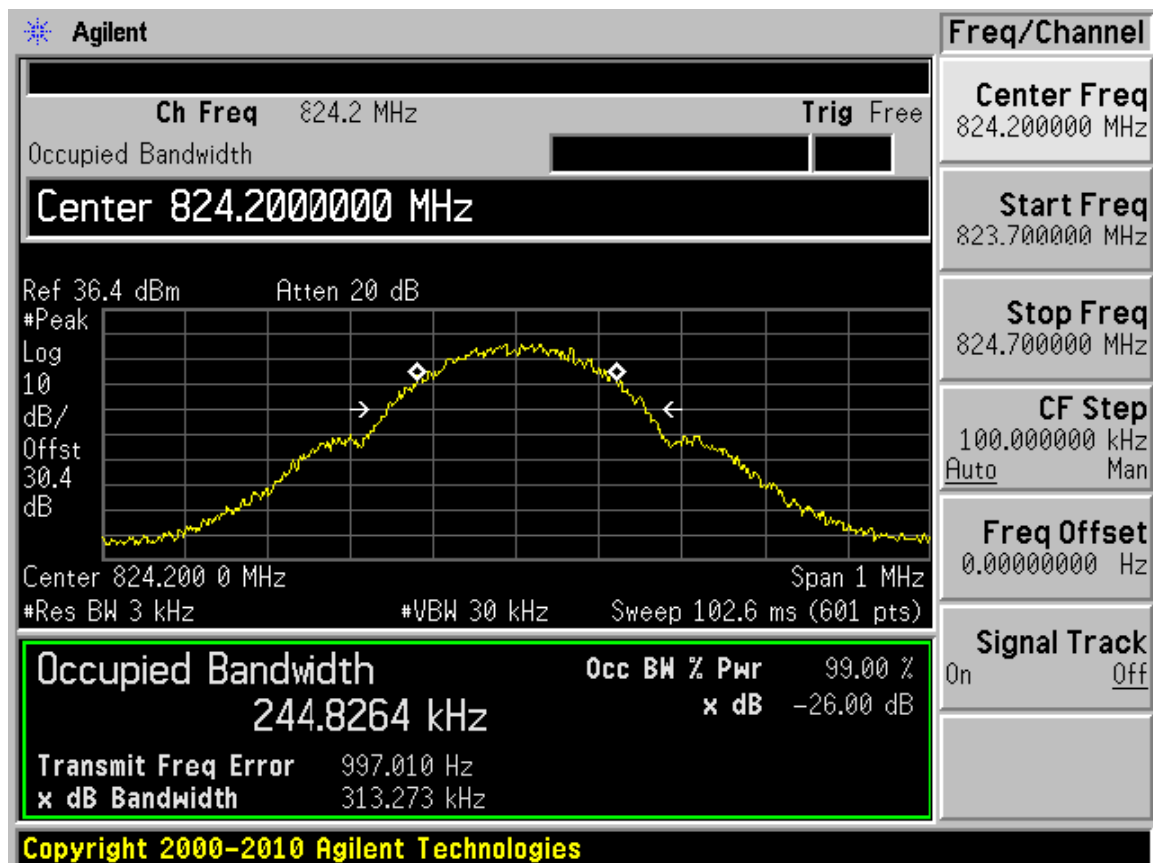 Agilent
Freq/Channel
Ch Freq 824.2 MHz Trig Free
Occupied Bandwidth
Center 824.2000000 MHz
Ref 36.4 dBm Atten 20 dB
#Peak
Log
10
dB/
Offst
30.4
dB
Center 824.200 0 MHz Span 1 MHz
#Res BW 3 kHz #VBW 30 kHz Sweep 102.6 ms (601 pts)
Occupied Bandwidth Occ BW % Pwr 99.00 %
244.8264 kHz x dB -26.00 dB
Transmit Freq Error 997.010 Hz
x dB Bandwidth 313.273 kHz
Copyright 2000-2010 Agilent Technologies
Center Freq
824.200000 MHz
Start Freq
823.700000 MHz
Stop Freq
824.700000 MHz
CF Step
100.000000 kHz
Auto Man
Freq Offset
0.00000000 Hz
Signal Track
On Off